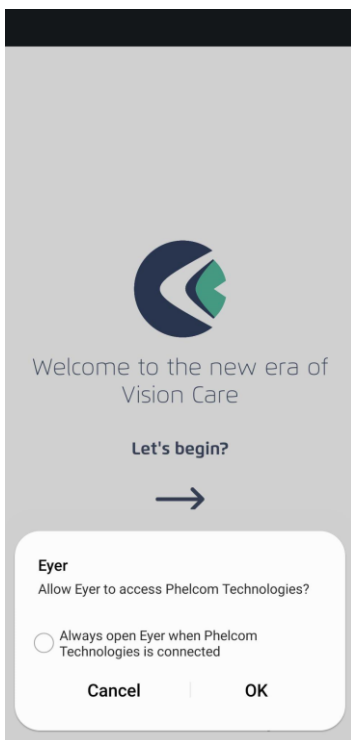 Welcome to the new era of
Vision Care
Let's begin?
Eyer
Allow Eyer to access Phelcom Technologies?
Always open Eyer when Phelcom
Technologies is connected
Cancel
OK